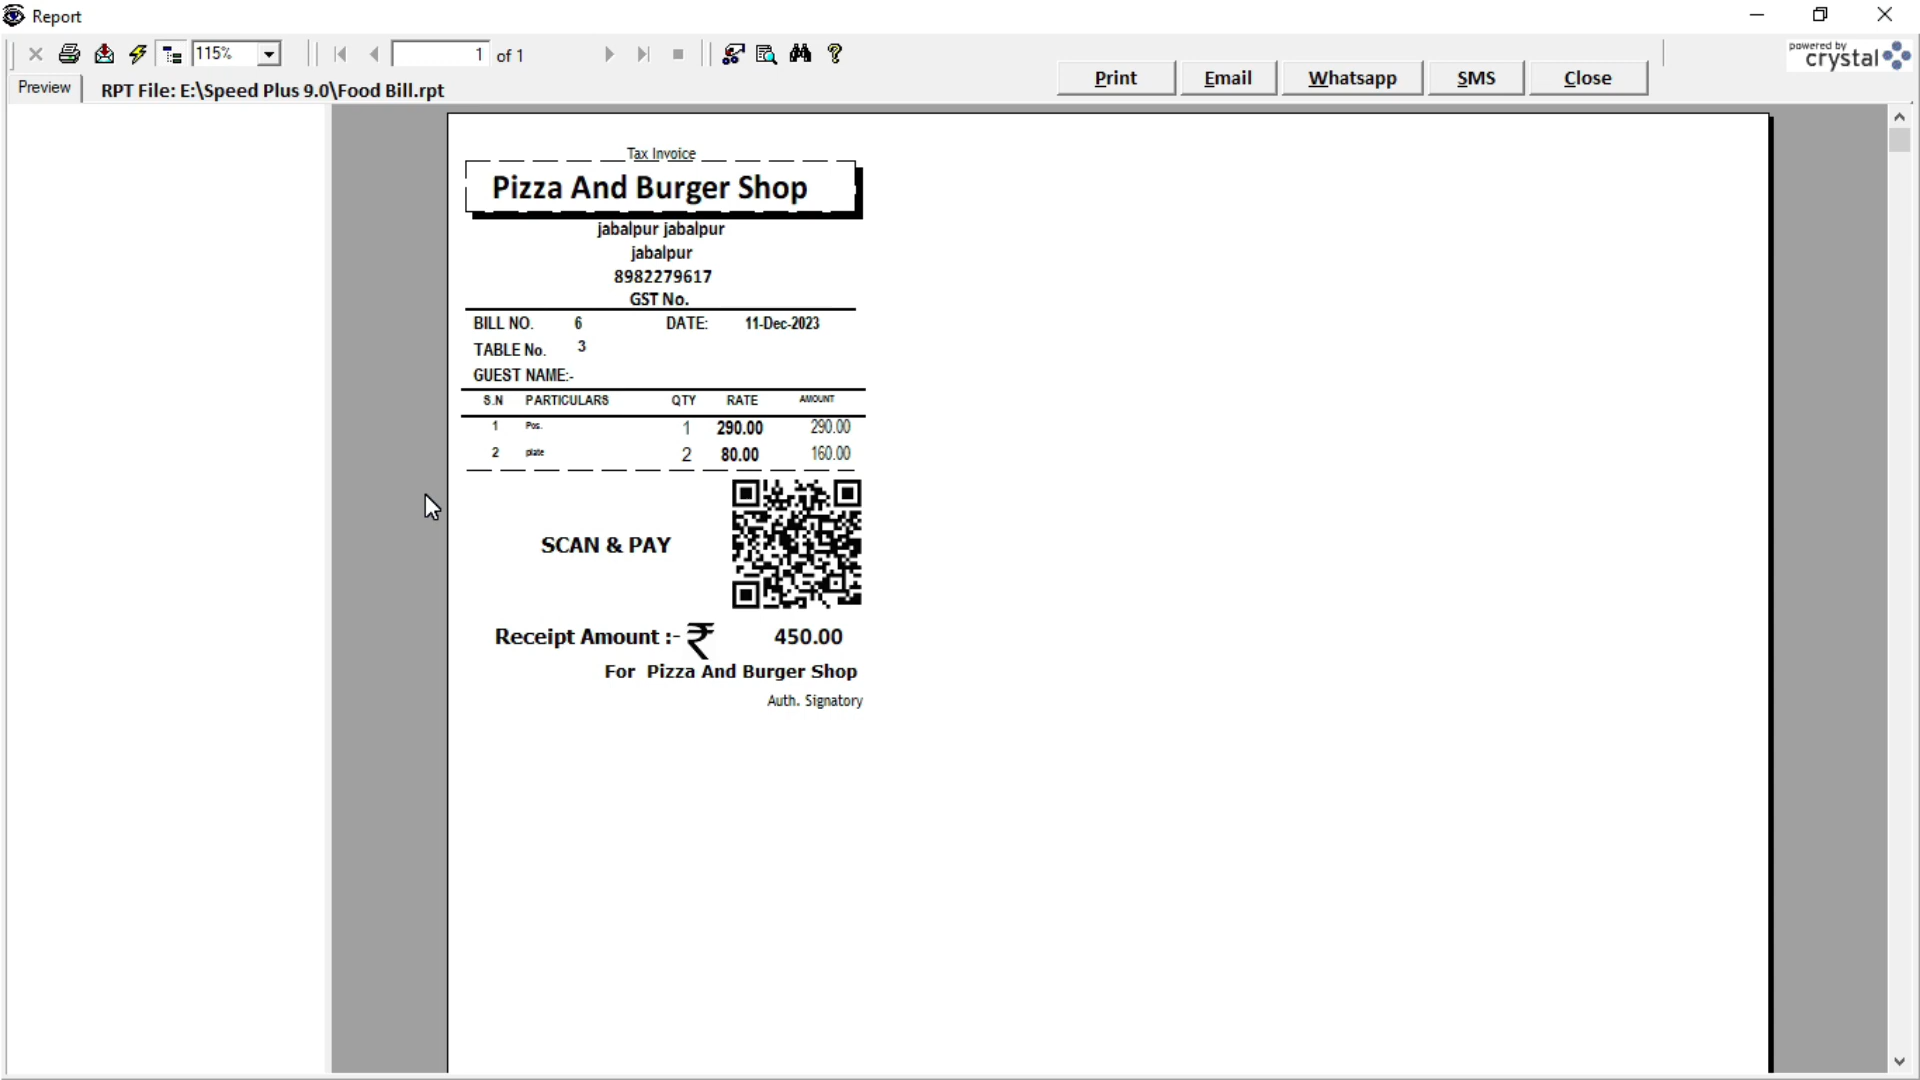 Report
115%
1 of 1
powered by
crystal
Print Email Whatsapp SMS Close
Preview RPT File: E:\Speed Plus 9.0\Food Bill.rpt
Tax Invoice
Pizza And Burger Shop
jabalpur jabalpur
jabalpur
8982279617
GST No.
BILL NO. 6 DATE: 11-Dec-2023
TABLE No. 3
GUEST NAME:-
S.N PARTICULARS QTY RATE AMOUNT
1 Pos. 1 290.00 290.00
2 plate 2 80.00 160.00
SCAN & PAY
Receipt Amount :- ₹ 450.00
For Pizza And Burger Shop
Auth. Signatory